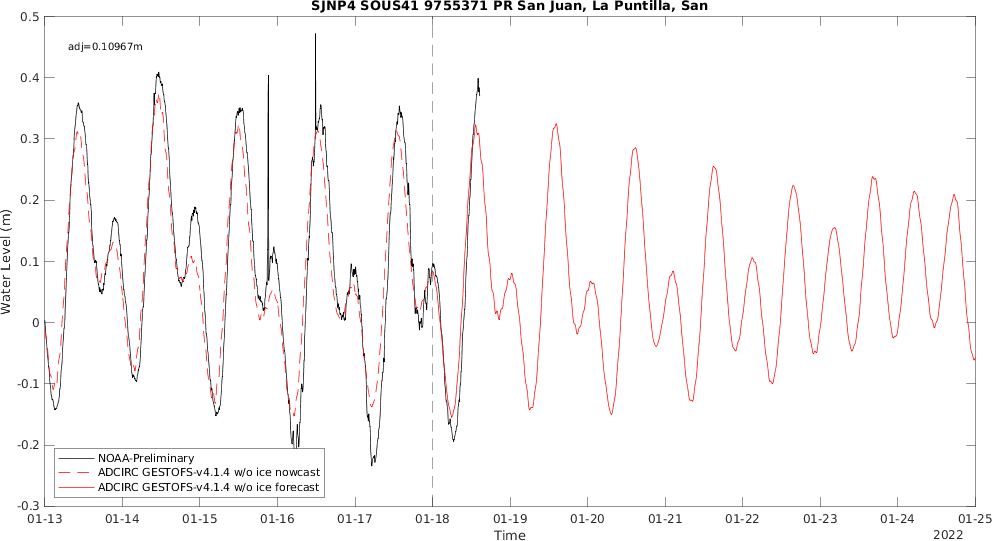 SJNP4 SOUS41 9755371 PR San Juan, La Puntilla, San
adj=0.10967m
Water Level (m)
0.5
0.4
0.3
0.2
0.1
0
-0.1
-0.2
-0.3
NOAA-Preliminary
ADCIRC GESTOFS-v4.1.4 w/o ice nowcast
ADCIRC GESTOFS-v4.1.4 w/o ice forecast
01-13 01-14 01-15 01-16 01-17 01-18 01-19 01-20 01-21 01-22 01-23 01-24 01-25
Time
2022